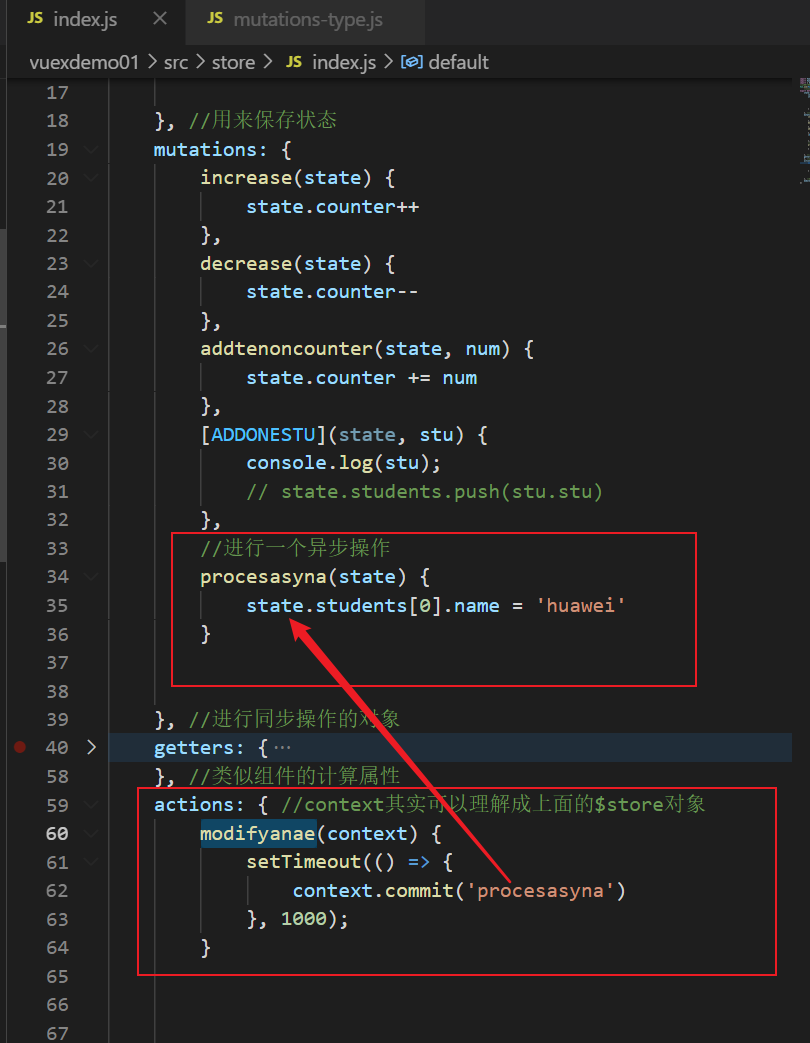 JS index.js ×
JS mutations-type.js
vuexdemo01 > src > store > JS index.js > default
17
18 }, //用来保存状态
19 mutations: {
20 increase(state) {
21 state.counter++
22 },
23 decrease(state) {
24 state.counter--
25 },
26 addtenoncounter(state, num) {
27 state.counter += num
28 },
29 [ADDONESTU](state, stu) {
30 console.log(stu);
31 // state.students.push(stu.stu)
32 },
33 //进行一个异步操作
34 procesasyna(state) {
35 state.students[0].name = 'huawei'
36 }
37
38
39 }, //进行同步操作的对象
40 getters: { ···
58 }, //类似组件的计算属性
59 actions: { //context其实可以理解成上面的$store对象
60 modifyanae(context) {
61 setTimeout(() => {
62 context.commit('procesasyna')
63 }, 1000);
64 }
65
66
67